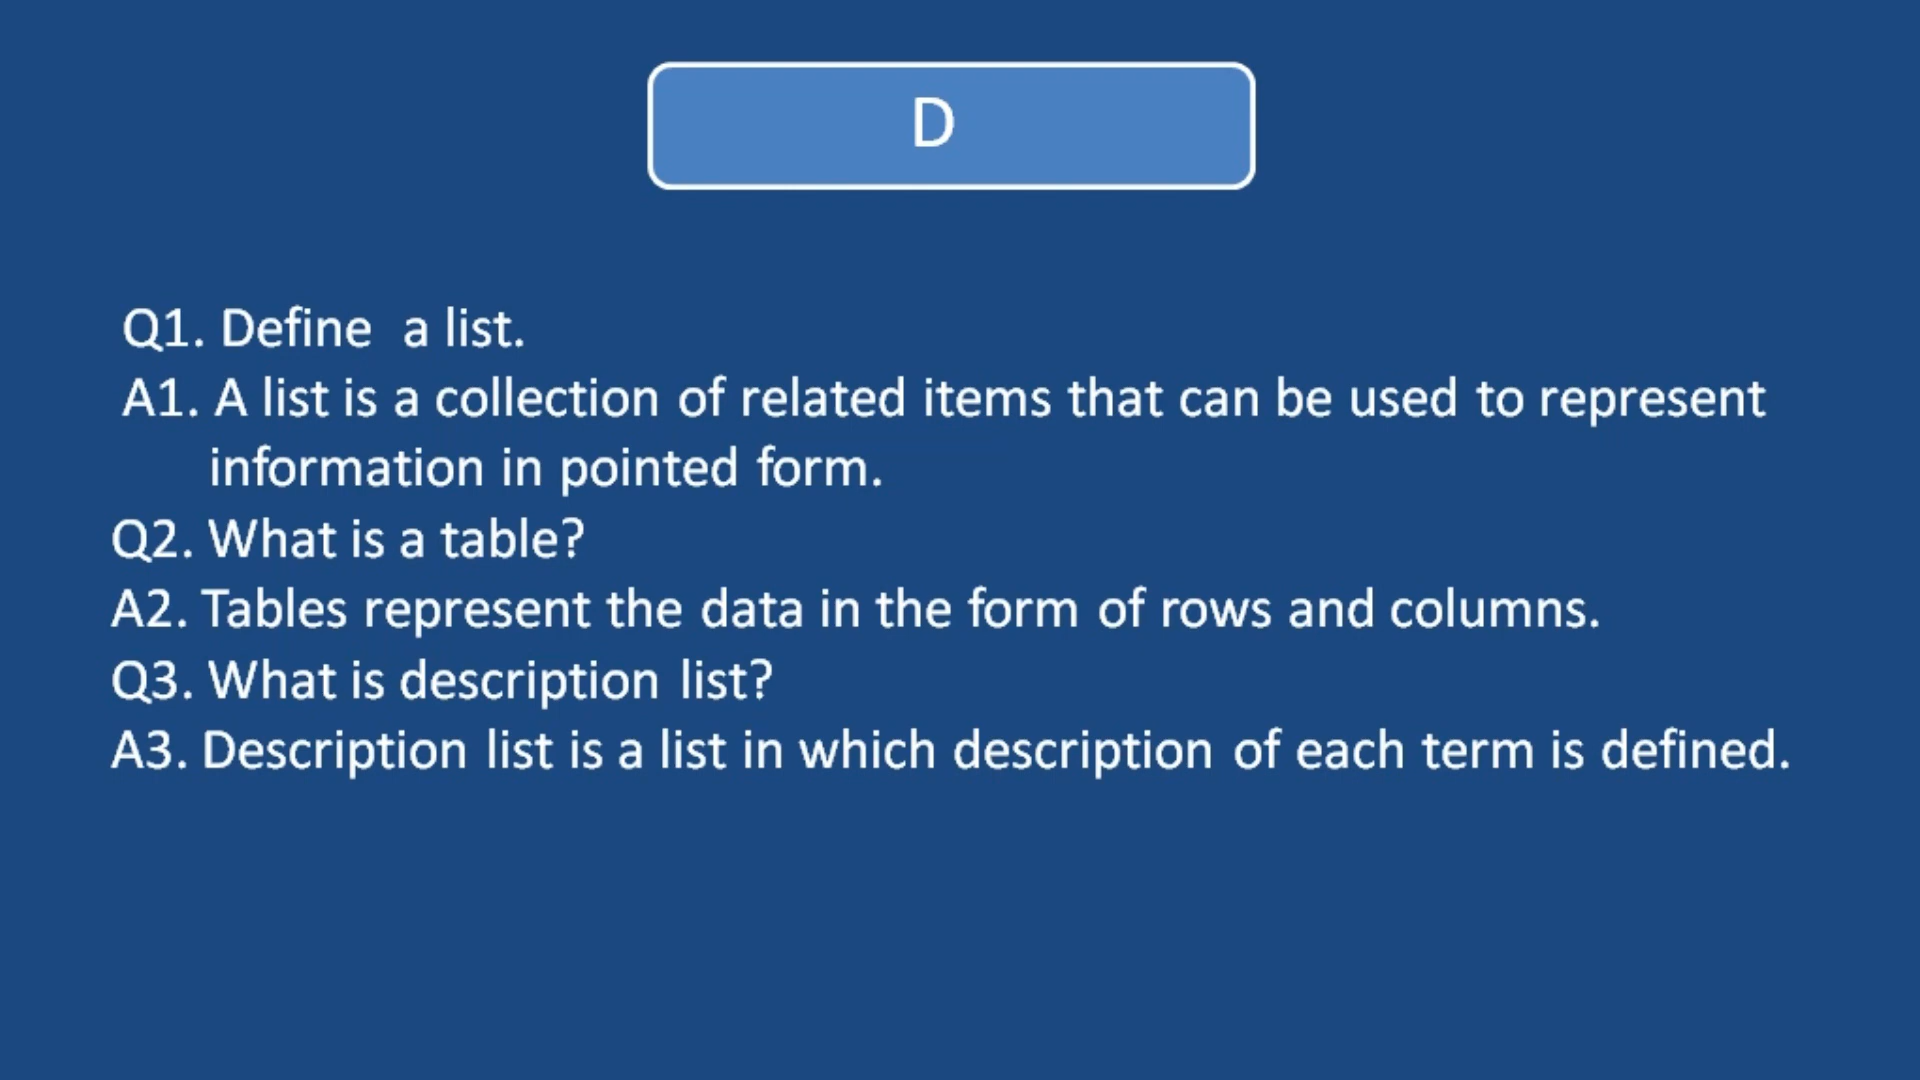 D
Q1. Define a list.
A1. A list is a collection of related items that can be used to represent
information in pointed form.
Q2. What is a table?
A2. Tables represent the data in the form of rows and columns.
Q3. What is description list?
A3. Description list is a list in which description of each term is defined.